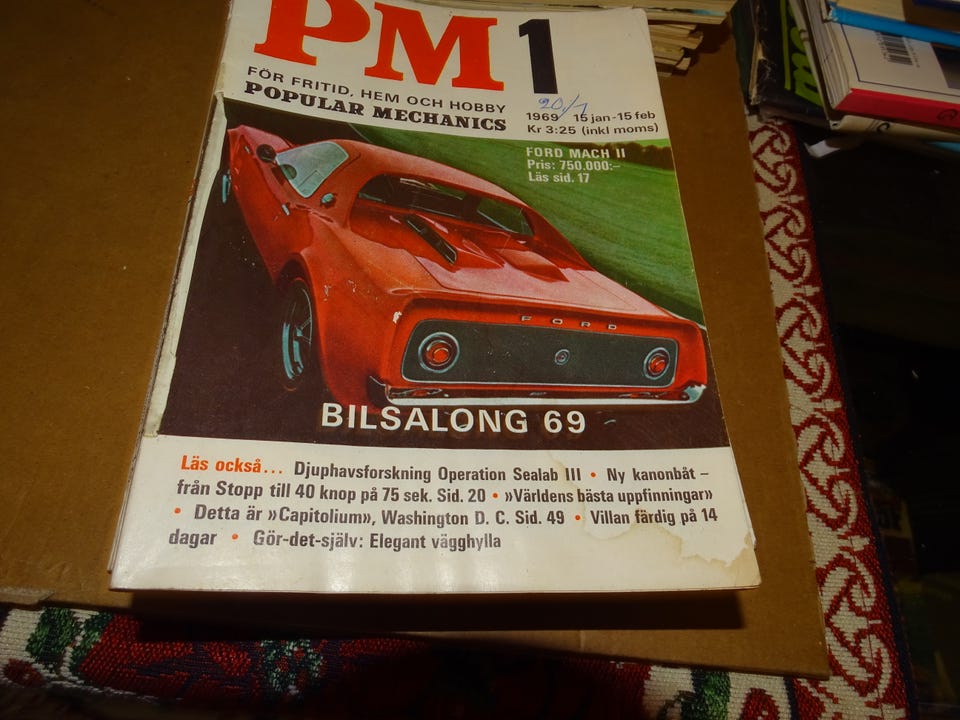 PM 1
FÖR FRITID, HEM OCH HOBBY
POPULAR MECHANICS
20/1
1969 15 jan-15 feb
Kr 3:25 (inkl moms)
FORD MACH II
Pris: 750.000:–
Läs sid. 17
FORD
BILSALONG 69
Läs också... Djuphavsforskning Operation Sealab III • Ny kanonbåt –
från Stopp till 40 knop på 75 sek. Sid. 20 • »Världens bästa uppfinningar»
• Detta är »Capitolium», Washington D. C. Sid. 49 • Villan färdig på 14
dagar • Gör-det-själv: Elegant vägghylla